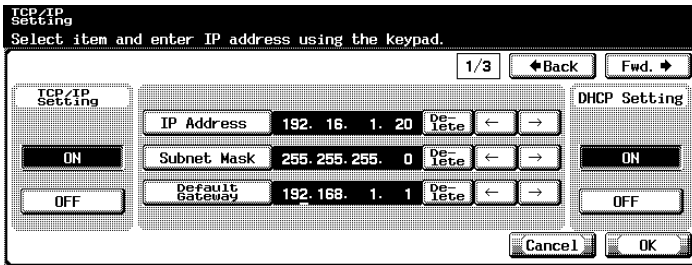 TCP/IP
Setting
Select item and enter IP address using the keypad.
1/3 ←Back Fwd. →
TCP/IP
Setting
DHCP Setting
IP Address 192. 16. 1. 20 De-
lete ← →
ON Subnet Mask 255.255.255. 0 De-
lete ← → ON
OFF Default
Gateway 192.168. 1. 1 De-
lete ← → OFF
Cancel OK